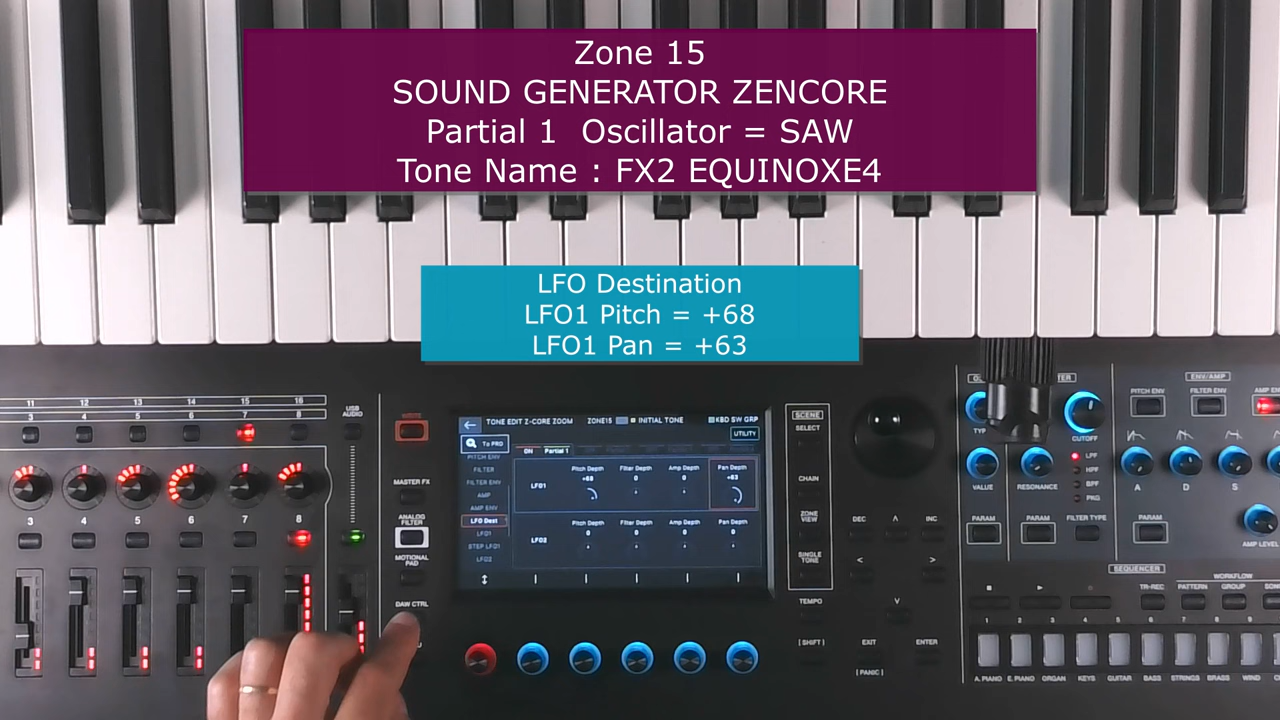 Zone 15
SOUND GENERATOR ZENCORE
Partial 1 Oscillator = SAW
Tone Name : FX2 EQUINOXE4
LFO Destination
LFO1 Pitch = +68
LFO1 Pan = +63
11 12 13 14 15 16
3 4 5 6 7 8
USB AUDIO
3 4 5 6 7 8
WRITE
MASTER FX
ANALOG FILTER
MOTIONAL PAD
DAW CTRL
TONE EDIT Z-CORE ZOOM ZONE15 INITIAL TONE KBD SW GRP
To PRO
UTILITY
ON Partial 1
PITCH ENV
FILTER
FILTER ENV
AMP
AMP ENV
LFO Dest
LFO1
STEP LFO1
LFO2
Pitch Depth Filter Depth Amp Depth Pan Depth
LFO1 +68 0 0 +63
Pitch Depth Filter Depth Amp Depth Pan Depth
LFO2 0 0 0 0
SCENE
SELECT
CHAIN
ZONE VIEW
SINGLE TONE
TEMPO
[ SHIFT ]
DEC INC
EXIT ENTER
[ PANIC ]
CUTOFF
VALUE RESONANCE
LPF
HPF
BPF
PKG
PARAM PARAM FILTER TYPE PARAM
ENV/AMP
PITCH ENV FILTER ENV
A D S
AMP LEVEL
SEQUENCER
WORKFLOW
TR-REC PATTERN GROUP
1 2 3 4 5 6 7 8 9
A. PIANO E. PIANO ORGAN KEYS GUITAR BASS STRINGS BRASS WIND